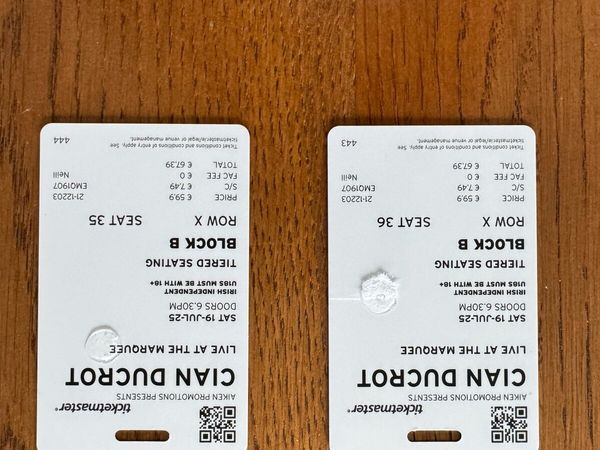 ticketmaster®
AIKEN PROMOTIONS PRESENTS
CIAN DUCROT
LIVE AT THE MARQUEE
SAT 19-JUL-25
DOORS 6.30PM
IRISH INDEPENDENT
U18S MUST BE WITH 18+
TIERED SEATING
BLOCK B
ROW X SEAT 36
PRICE € 59.9 21-12203
S/C € 7.49 EMQ1907
FAC FEE € 0 Neill
TOTAL € 67.39
Ticket conditions and conditions of entry apply. See
ticketmaster.ie/legal or venue management. 443
ticketmaster®
AIKEN PROMOTIONS PRESENTS
CIAN DUCROT
LIVE AT THE MARQUEE
SAT 19-JUL-25
DOORS 6.30PM
IRISH INDEPENDENT
U18S MUST BE WITH 18+
TIERED SEATING
BLOCK B
ROW X SEAT 35
PRICE € 59.9 21-12203
S/C € 7.49 EMQ1907
FAC FEE € 0 Neill
TOTAL € 67.39
Ticket conditions and conditions of entry apply. See
ticketmaster.ie/legal or venue management. 444